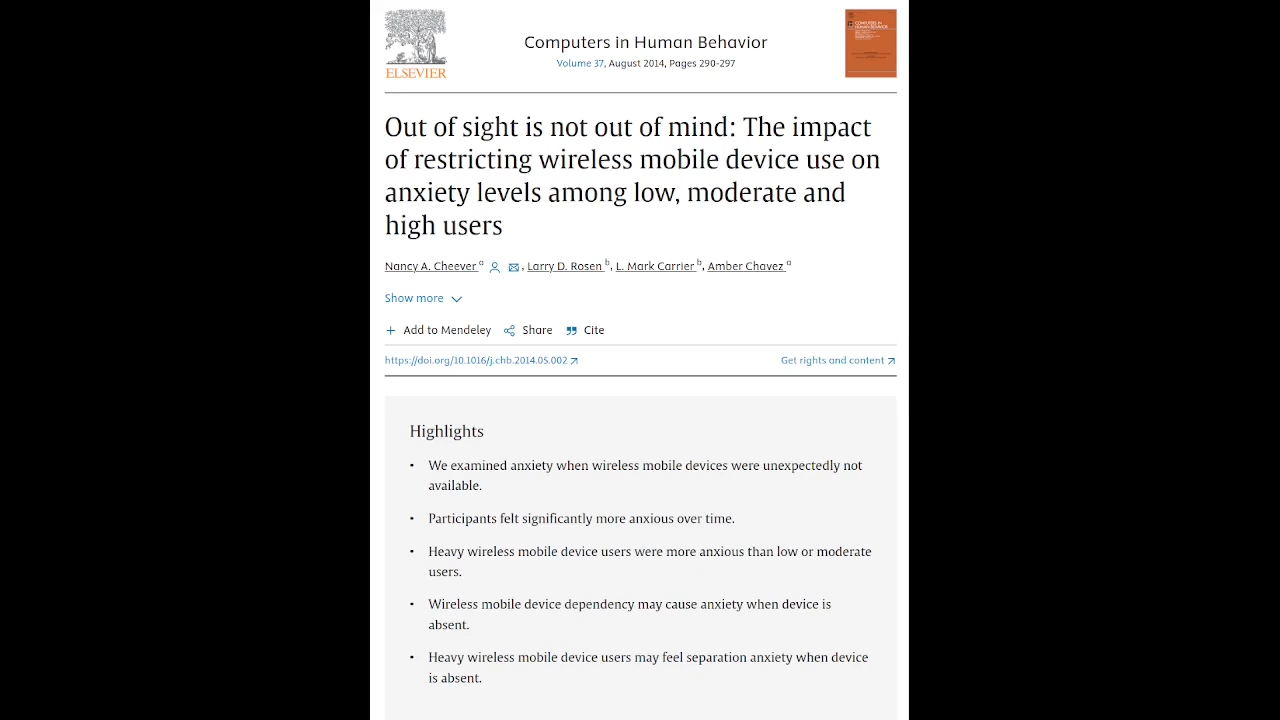 ELSEVIER
Computers in Human Behavior
Volume 37, August 2014, Pages 290-297
COMPUTERS IN
HUMAN BEHAVIOR
Out of sight is not out of mind: The impact
of restricting wireless mobile device use on
anxiety levels among low, moderate and
high users
Nancy A. Cheever a , Larry D. Rosen b, L. Mark Carrier b, Amber Chavez a
Show more
Add to Mendeley Share Cite
https://doi.org/10.1016/j.chb.2014.05.002 Get rights and content
Highlights
• We examined anxiety when wireless mobile devices were unexpectedly not
available.
• Participants felt significantly more anxious over time.
• Heavy wireless mobile device users were more anxious than low or moderate
users.
• Wireless mobile device dependency may cause anxiety when device is
absent.
• Heavy wireless mobile device users may feel separation anxiety when device
is absent.